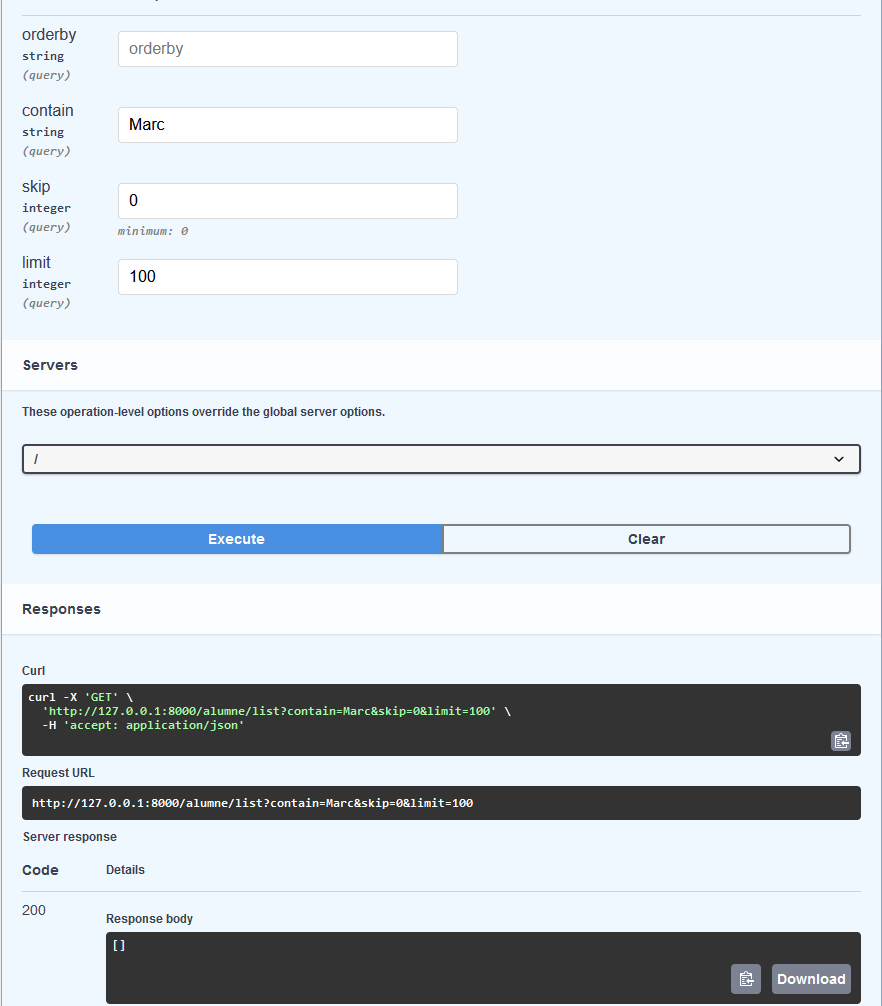 orderby
string
(query)
orderby
contain
string
(query)
Marc
skip
integer
(query)
0
minimum: 0
limit
integer
(query)
100
Servers
These operation-level options override the global server options.
/
Execute
Clear
Responses
Curl
curl -X 'GET' \
  'http://127.0.0.1:8000/alumne/list?contain=Marc&skip=0&limit=100' \
  -H 'accept: application/json'
Request URL
http://127.0.0.1:8000/alumne/list?contain=Marc&skip=0&limit=100
Server response
Code
Details
200
Response body
[]
Download